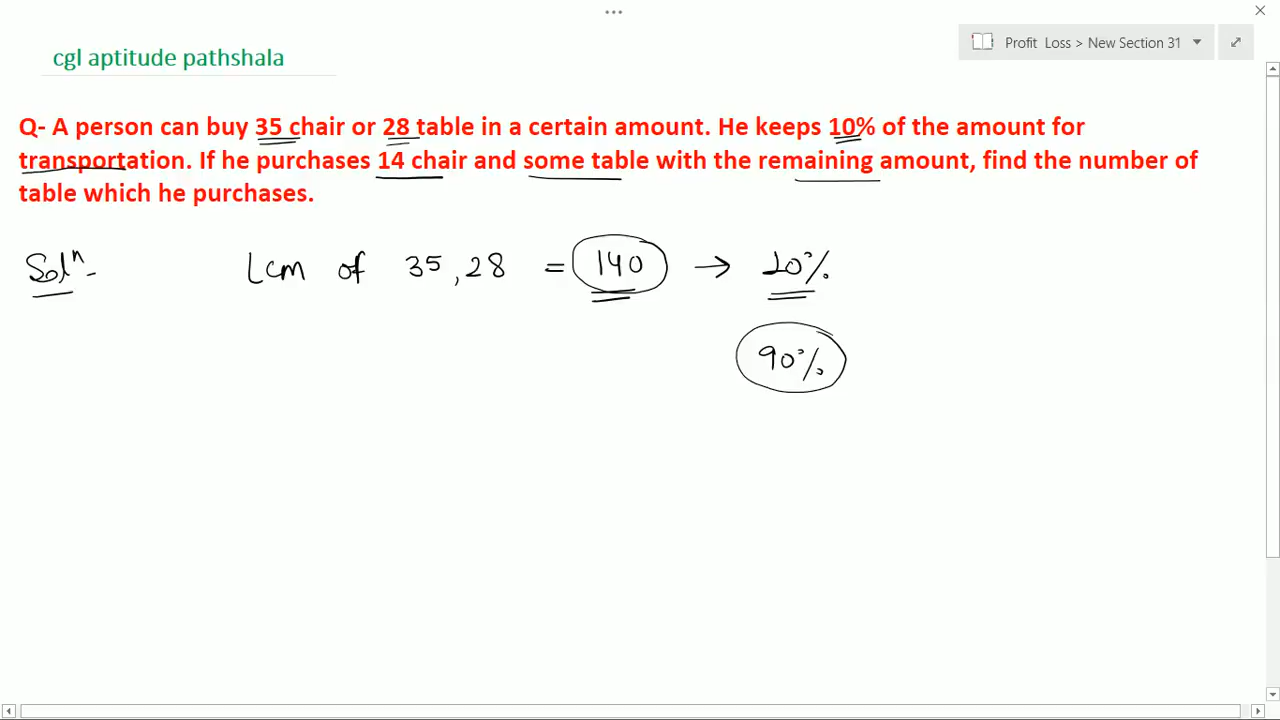 cgl aptitude pathshala
Profit Loss > New Section 31
Q- A person can buy 35 chair or 28 table in a certain amount. He keeps 10% of the amount for
transportation. If he purchases 14 chair and some table with the remaining amount, find the number of
table which he purchases.
Solⁿ- Lcm of 35, 28 = 140 → 10%
90%